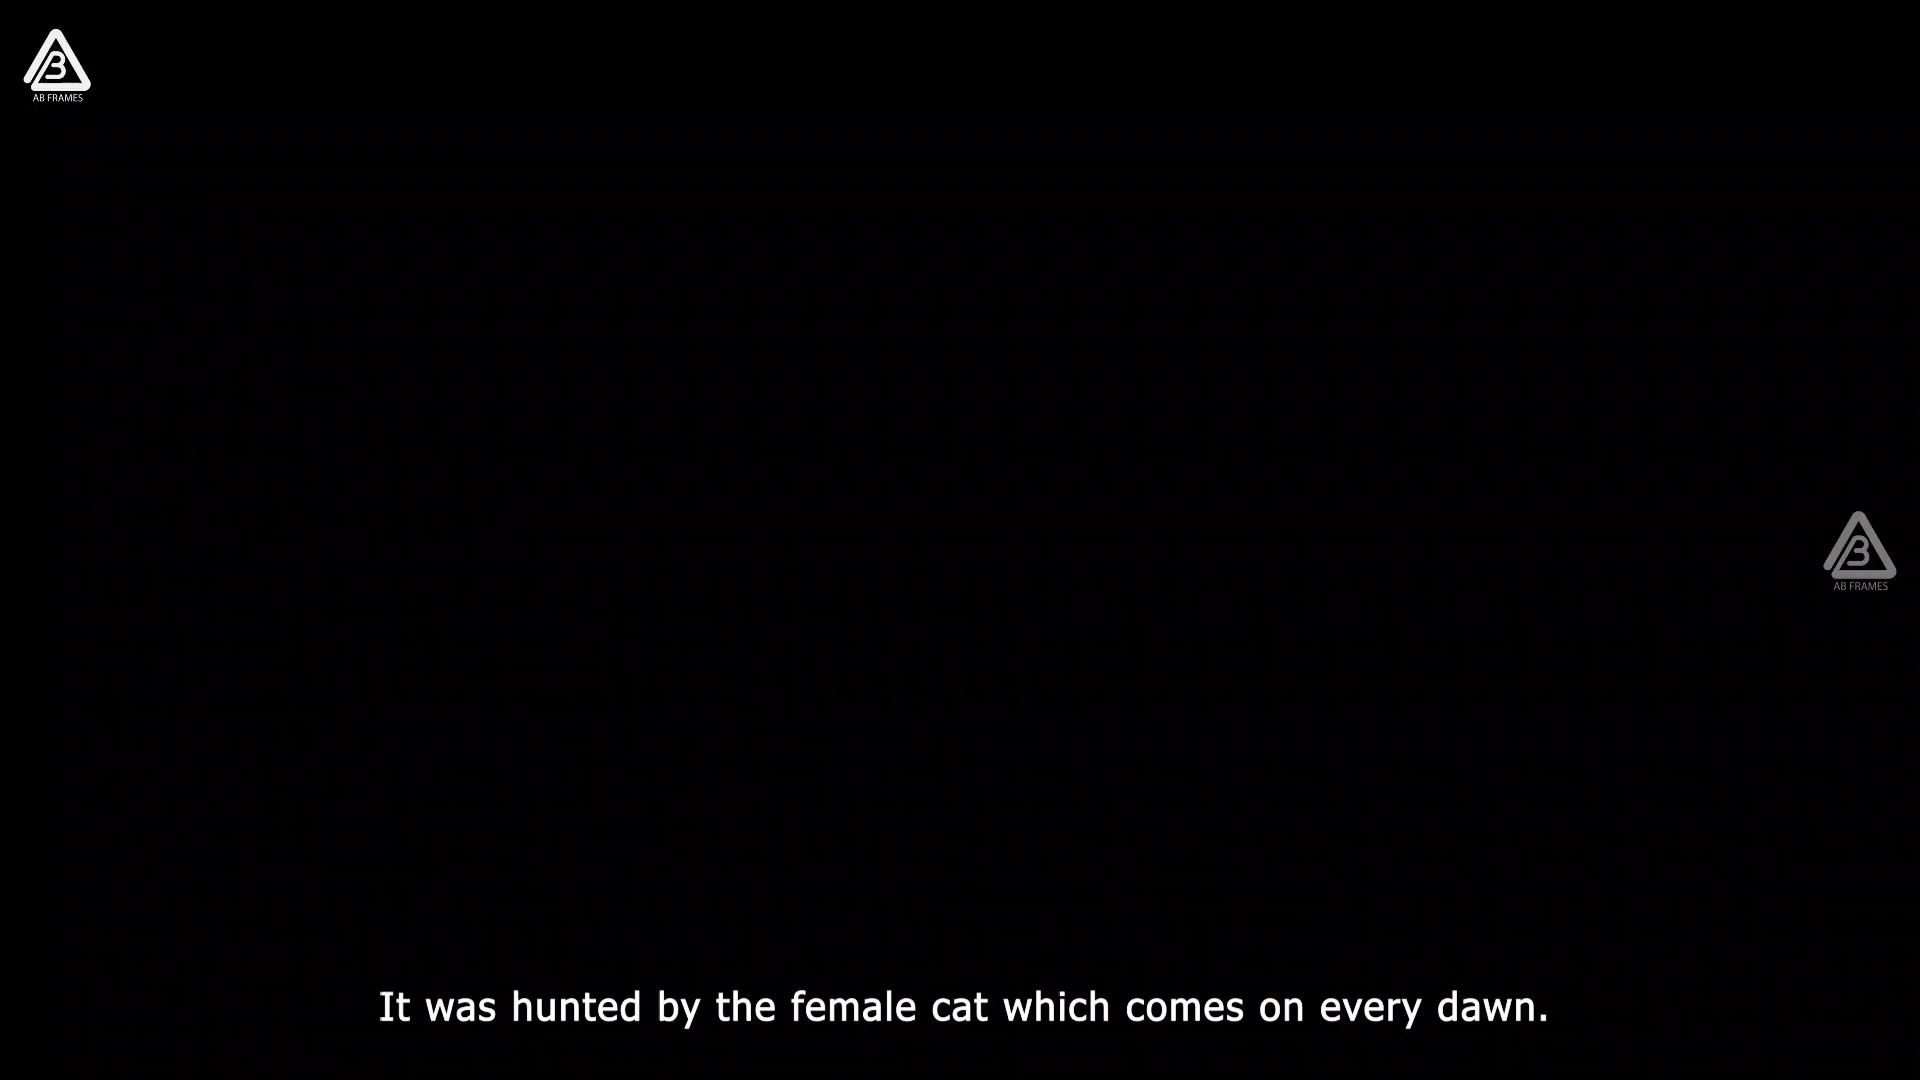 AB FRAMES
AB FRAMES
It was hunted by the female cat which comes on every dawn.